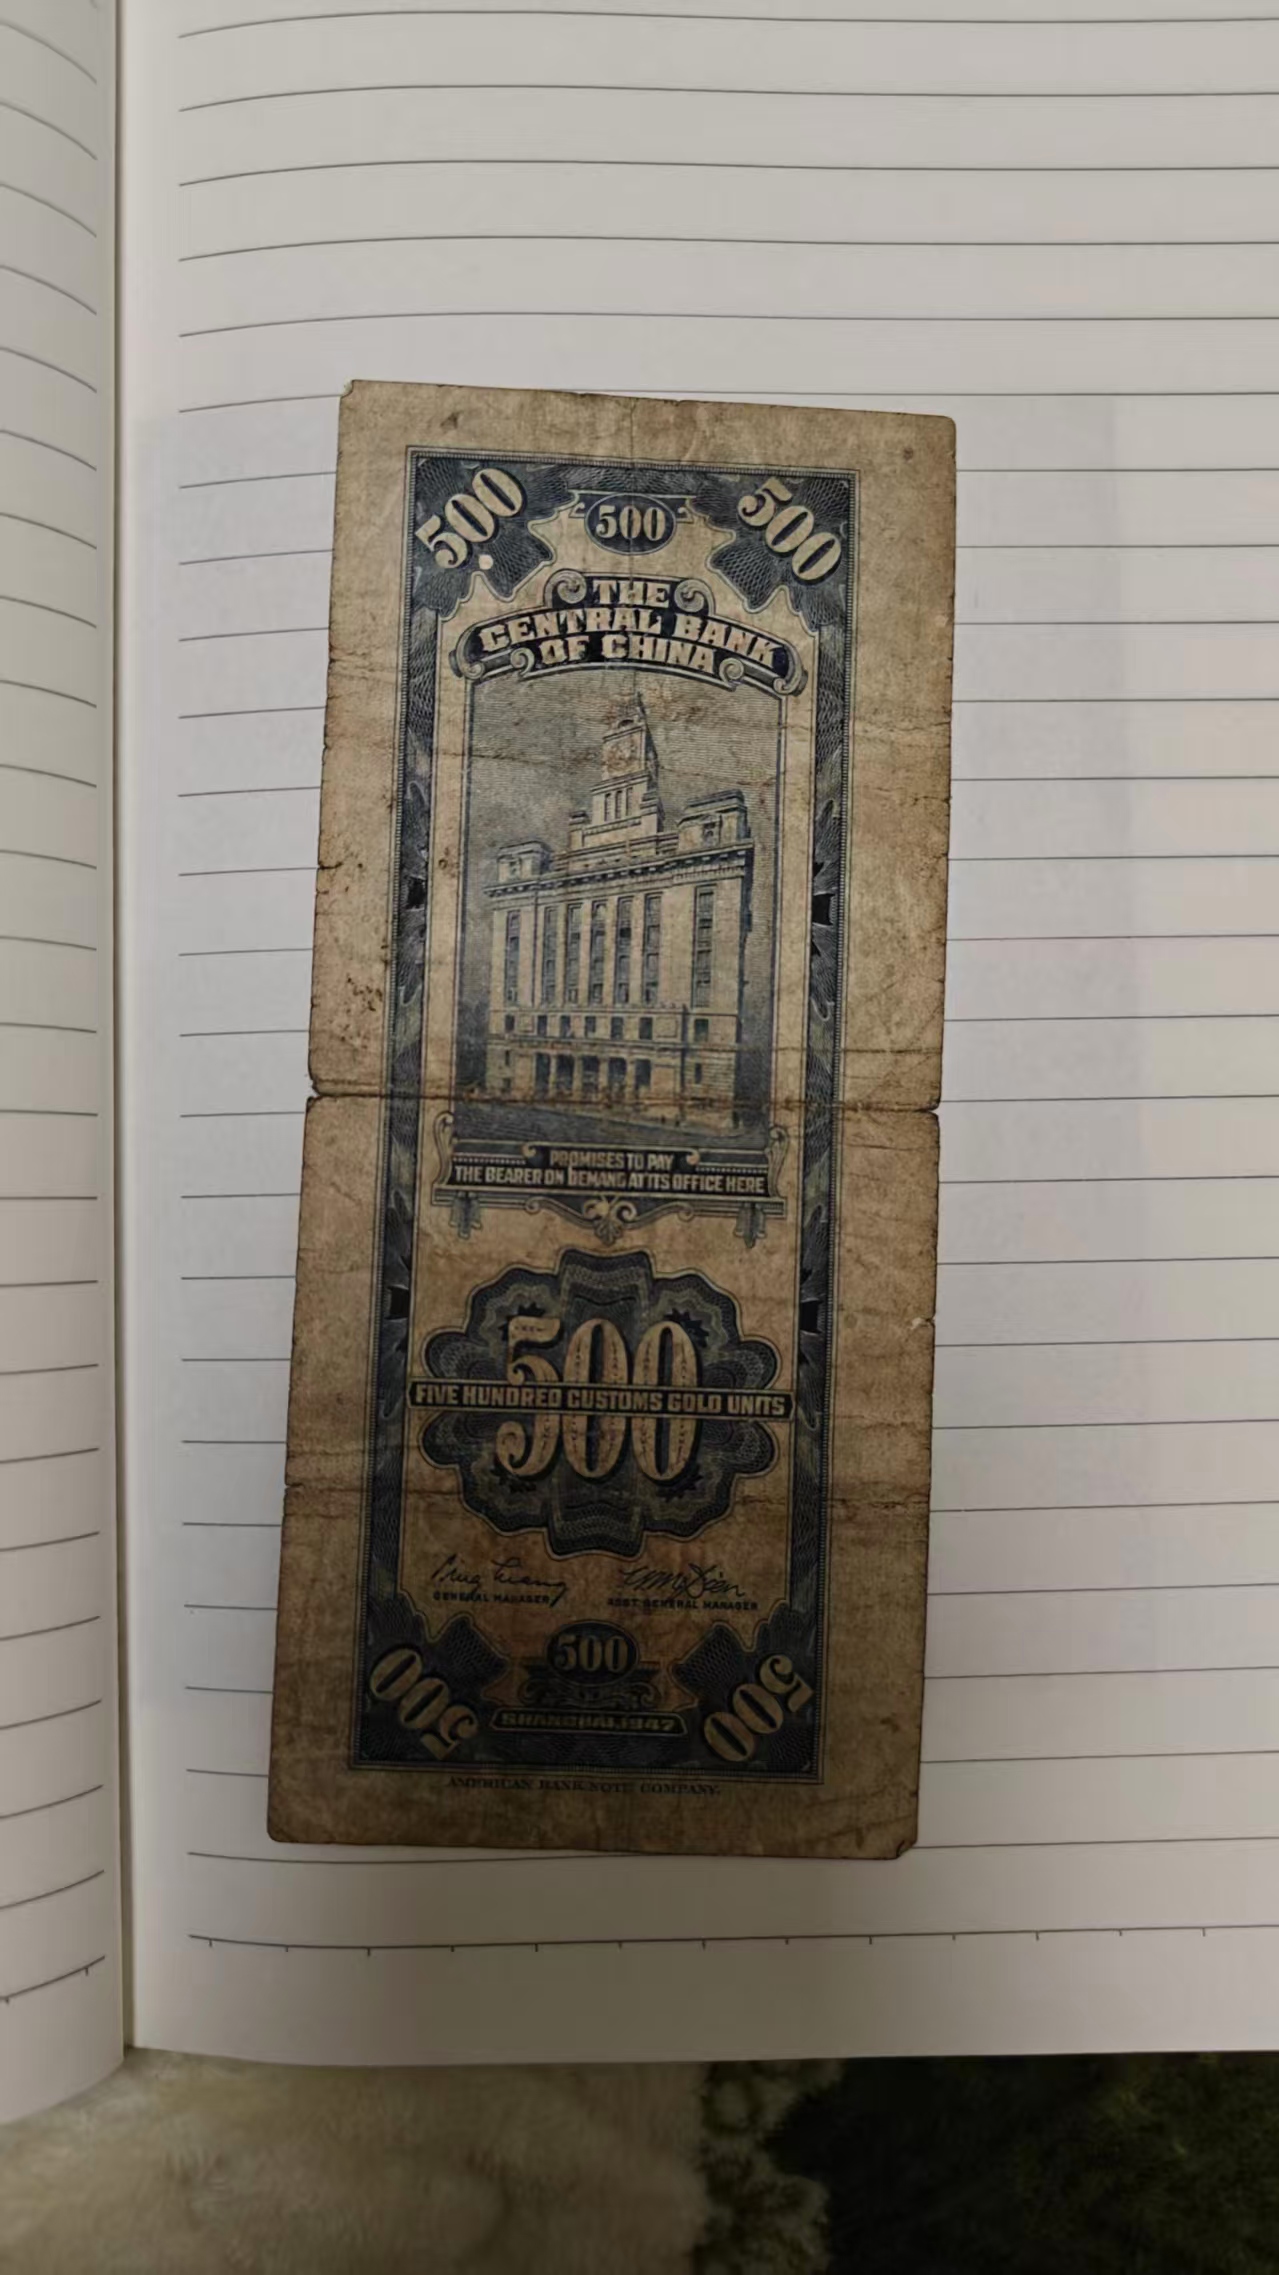 500 500 500
THE
CENTRAL BANK
OF CHINA
PROMISES TO PAY
THE BEARER ON DEMAND AT ITS OFFICE HERE
500
FIVE HUNDRED CUSTOMS GOLD UNITS
GENERAL MANAGER ASST. GENERAL MANAGER
500
500 500
SHANGHAI, 1947
AMERICAN BANK NOTE COMPANY.